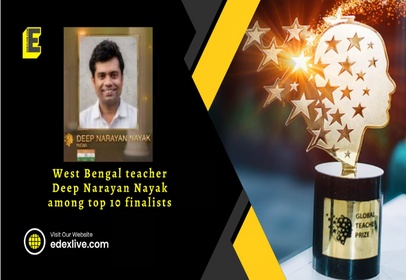 E
DEEP NARAYAN NAYAK
INDIA
West Bengal teacher
Deep Narayan Nayak
among top 10 finalists
Visit Our Website
edexlive.com
GLOBAL
TEACHER
PRIZE